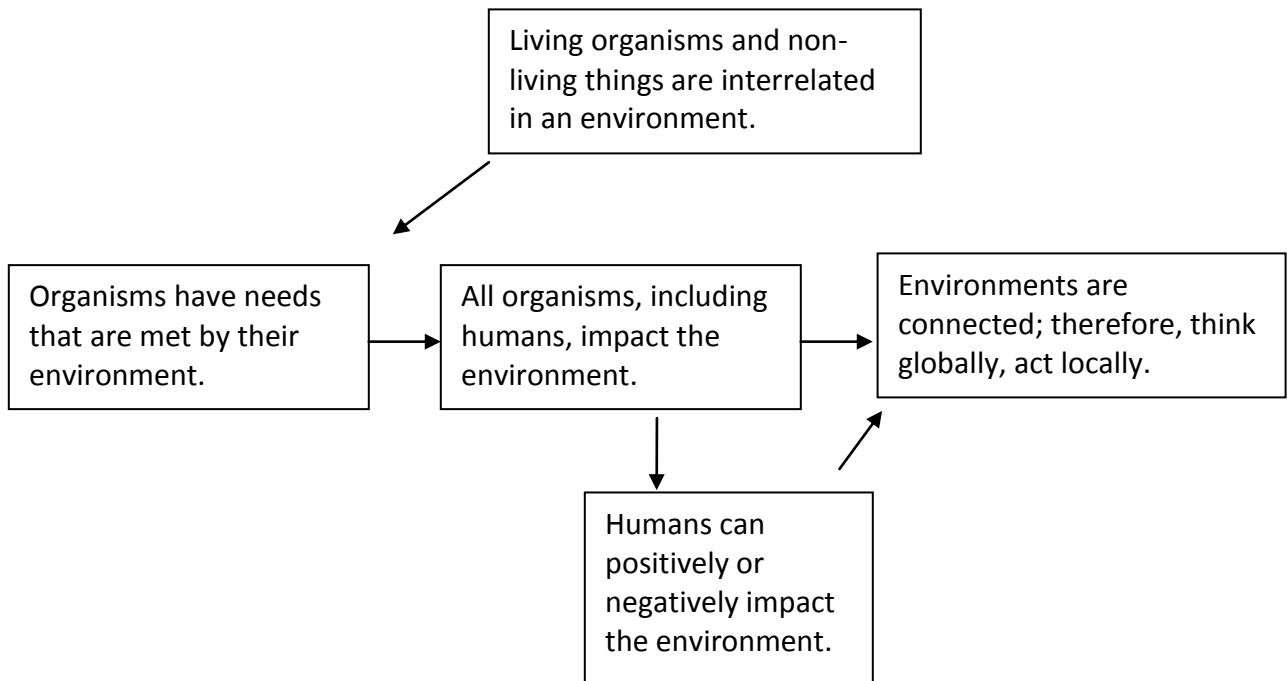 Living organisms and non-
living things are interrelated
in an environment.
Organisms have needs
that are met by their
environment.
All organisms, including
humans, impact the
environment.
Environments are
connected; therefore, think
globally, act locally.
Humans can
positively or
negatively impact
the environment.